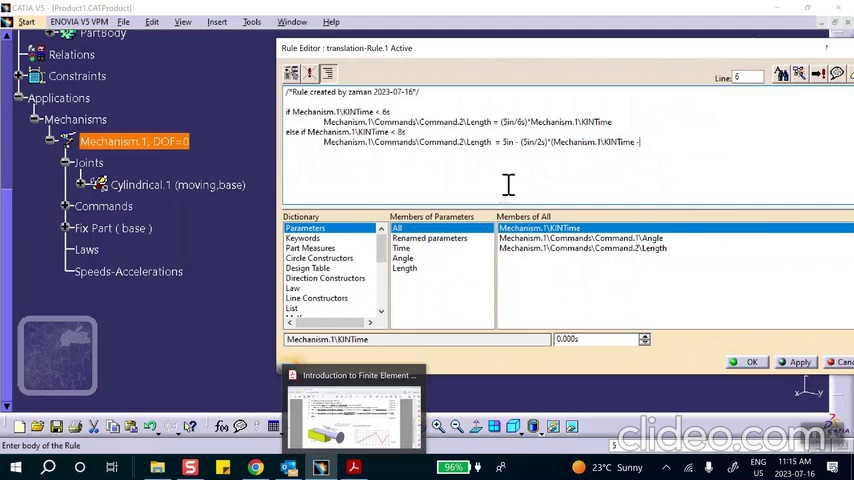 CATIA V5 - [Product1.CATProduct]
Start ENOVIA V5 VPM File Edit View Insert Tools Window Help
PartBody
Relations
Constraints
Applications
Mechanisms
Mechanism.1, DOF=0
Joints
Cylindrical.1 (moving,base)
Commands
Fix Part ( base )
Laws
Speeds-Accelerations
Rule Editor : translation-Rule.1 Active
?
Line: 6
/*Rule created by zaman 2023-07-16*/
if Mechanism.1\KINTime < 6s
Mechanism.1\Commands\Command.2\Length = (5in/6s)*Mechanism.1\KINTime
else if Mechanism.1\KINTime < 8s
Mechanism.1\Commands\Command.2\Length = 5in - (5in/2s)*(Mechanism.1\KINTime -
Dictionary Members of Parameters Members of All
Parameters All Mechanism.1\KINTime
Keywords Renamed parameters Mechanism.1\Commands\Command.1\Angle
Part Measures Time Mechanism.1\Commands\Command.2\Length
Circle Constructors Angle
Design Table Length
Direction Constructors
Law
Line Constructors
List
Mechanism.1\KINTime 0.000s
OK Apply Canc
Introduction to Finite Element ...
Enter body of the Rule
clideo.com
96% 23°C Sunny ENG US 11:15 AM 2023-07-16